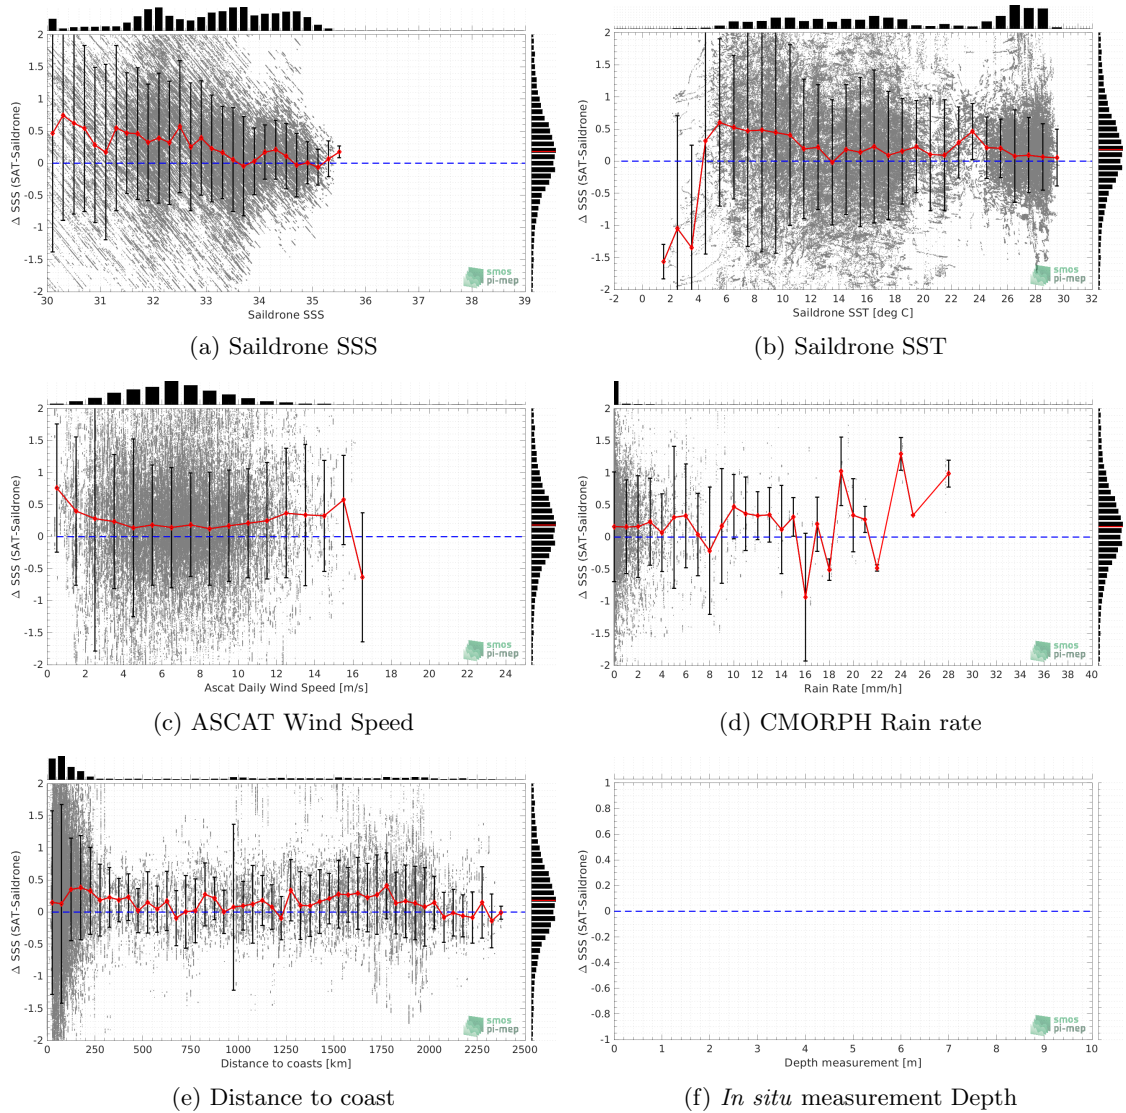 2
1.5
1
0.5
0
-0.5
-1
-1.5
-2
Δ SSS (SAT-Saildrone)
30 31 32 33 34 35 36 37 38 39
Saildrone SSS
smos
pi-mep
(a) Saildrone SSS
2
1.5
1
0.5
0
-0.5
-1
-1.5
-2
Δ SSS (SAT-Saildrone)
-2 0 2 4 6 8 10 12 14 16 18 20 22 24 26 28 30 32
Saildrone SST [deg C]
smos
pi-mep
(b) Saildrone SST
2
1.5
1
0.5
0
-0.5
-1
-1.5
-2
Δ SSS (SAT-Saildrone)
0 2 4 6 8 10 12 14 16 18 20 22 24
Ascat Daily Wind Speed [m/s]
smos
pi-mep
(c) ASCAT Wind Speed
2
1.5
1
0.5
0
-0.5
-1
-1.5
-2
Δ SSS (SAT-Saildrone)
0 2 4 6 8 10 12 14 16 18 20 22 24 26 28 30 32 34 36 38 40
Rain Rate [mm/h]
smos
pi-mep
(d) CMORPH Rain rate
2
1.5
1
0.5
0
-0.5
-1
-1.5
-2
Δ SSS (SAT-Saildrone)
0 250 500 750 1000 1250 1500 1750 2000 2250 2500
Distance to coasts [km]
smos
pi-mep
(e) Distance to coast
1
0.8
0.6
0.4
0.2
0
-0.2
-0.4
-0.6
-0.8
-1
Δ SSS (SAT-Saildrone)
0 1 2 3 4 5 6 7 8 9 10
Depth measurement [m]
smos
pi-mep
(f) In situ measurement Depth